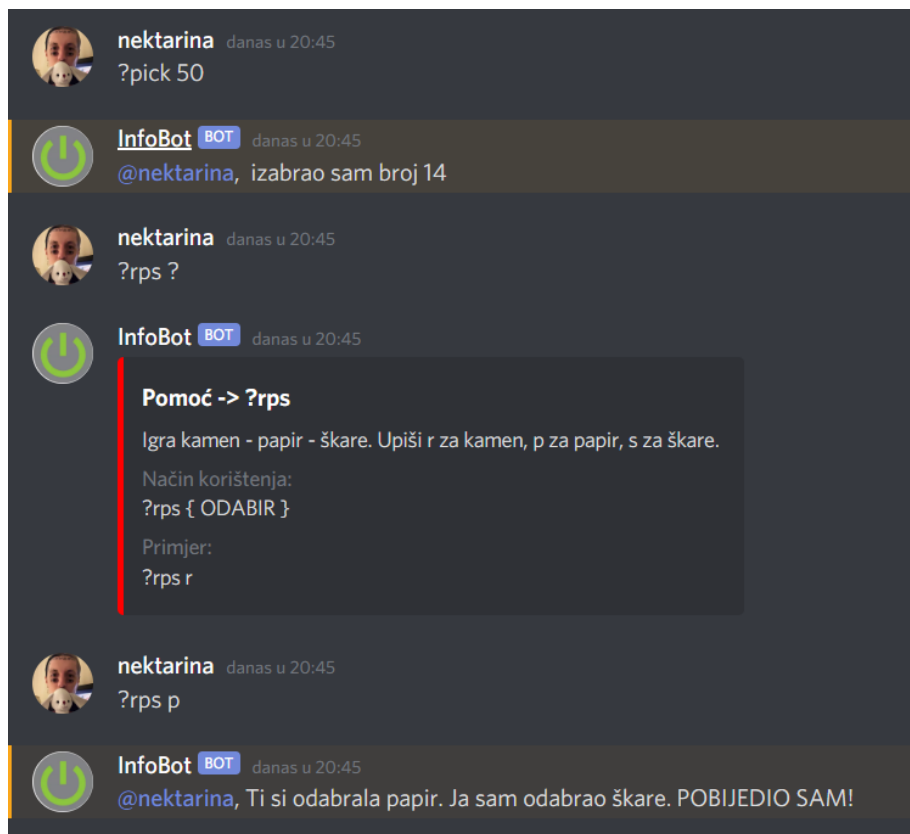 nektarina danas u 20:45
?pick 50
InfoBot BOT danas u 20:45
@nektarina, izabrao sam broj 14
nektarina danas u 20:45
?rps ?
InfoBot BOT danas u 20:45
Pomoć -> ?rps
Igra kamen - papir - škare. Upiši r za kamen, p za papir, s za škare.
Način korištenja:
?rps { ODABIR }
Primjer:
?rps r
nektarina danas u 20:45
?rps p
InfoBot BOT danas u 20:45
@nektarina, Ti si odabrala papir. Ja sam odabrao škare. POBIJEDIO SAM!